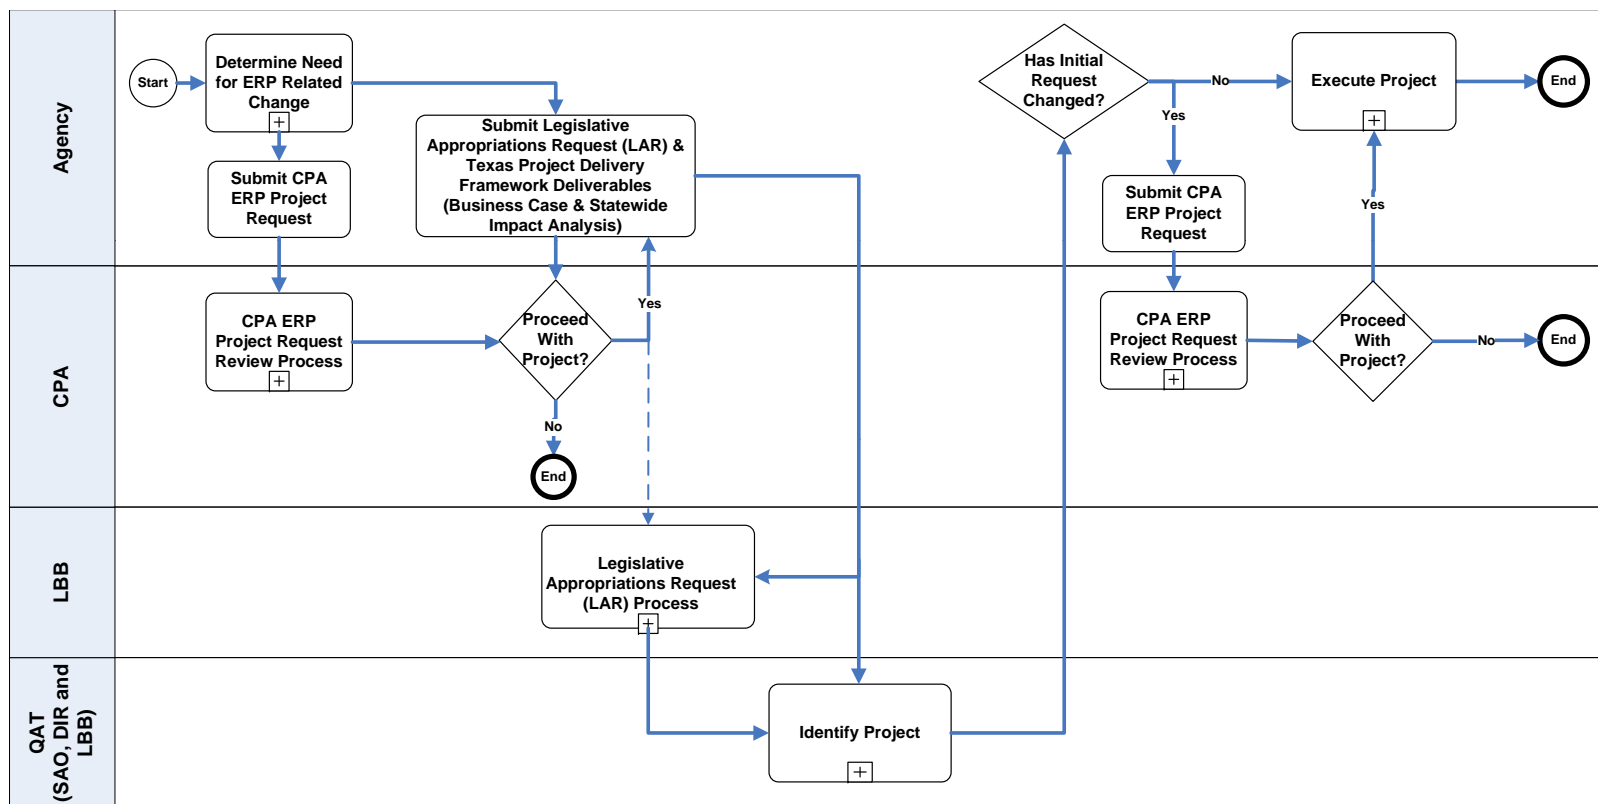 Agency
Start
Determine Need
for ERP Related
Change
Submit CPA
ERP Project
Request
Submit Legislative
Appropriations Request (LAR) &
Texas Project Delivery
Framework Deliverables
(Business Case & Statewide
Impact Analysis)
Has Initial
Request
Changed?
No
Yes
Execute Project
End
Submit CPA
ERP Project
Request
Yes
CPA
CPA ERP
Project Request
Review Process
Proceed
With
Project?
Yes
No
End
CPA ERP
Project Request
Review Process
Proceed
With
Project?
No
End
LBB
Legislative
Appropriations Request
(LAR) Process
QAT
(SAO, DIR and
LBB)
Identify Project